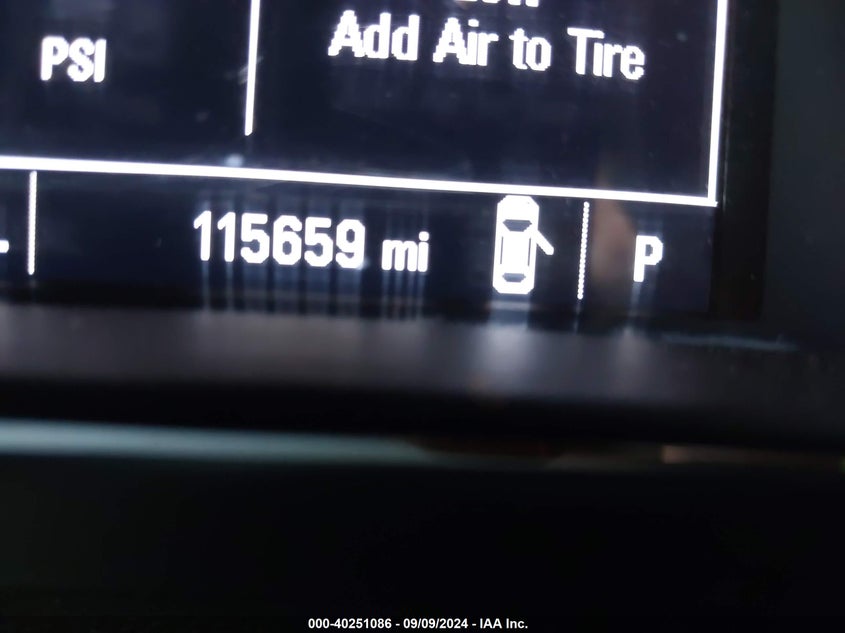 Add Air to Tire
PSI
115659 mi
P
000-40251086 - 09/09/2024 - IAA Inc.